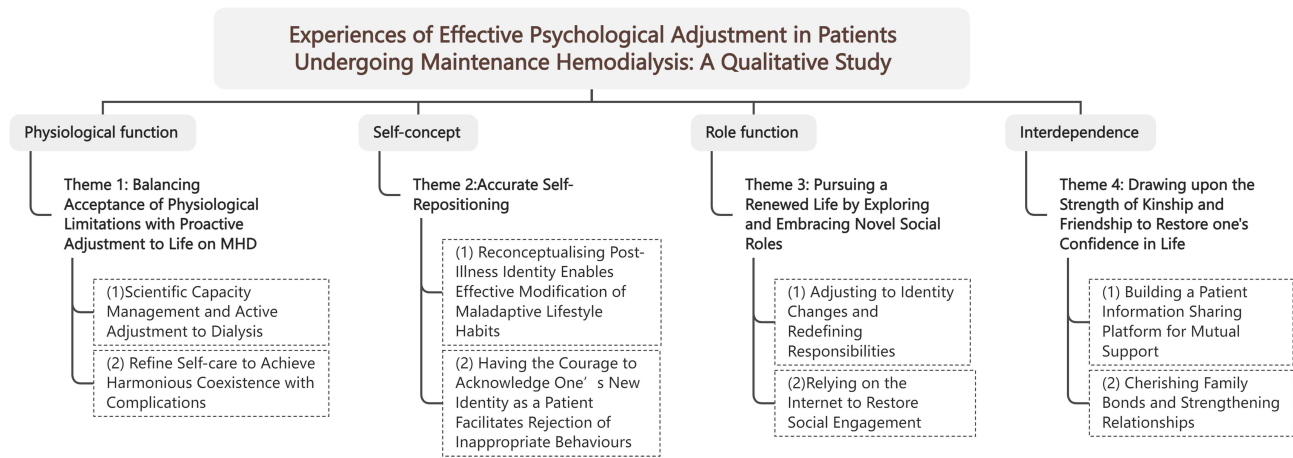 Experiences of Effective Psychological Adjustment in Patients
Undergoing Maintenance Hemodialysis: A Qualitative Study
Physiological function
Theme 1: Balancing
Acceptance of Physiological
Limitations with Proactive
Adjustment to Life on MHD
(1)Scientific Capacity
Management and Active
Adjustment to Dialysis
(2) Refine Self-care to Achieve
Harmonious Coexistence with
Complications
Self-concept
Theme 2:Accurate Self-
Repositioning
(1) Reconceptualising Post-
Illness Identity Enables
Effective Modification of
Maladaptive Lifestyle
Habits
(2) Having the Courage to
Acknowledge One’s New
Identity as a Patient
Facilitates Rejection of
Inappropriate Behaviours
Role function
Theme 3: Pursuing a
Renewed Life by Exploring
and Embracing Novel Social
Roles
(1) Adjusting to Identity
Changes and
Redefining
Responsibilities
(2)Relying on the
Internet to Restore
Social Engagement
Interdependence
Theme 4: Drawing upon the
Strength of Kinship and
Friendship to Restore one's
Confidence in Life
(1) Building a Patient
Information Sharing
Platform for Mutual
Support
(2) Cherishing Family
Bonds and Strengthening
Relationships